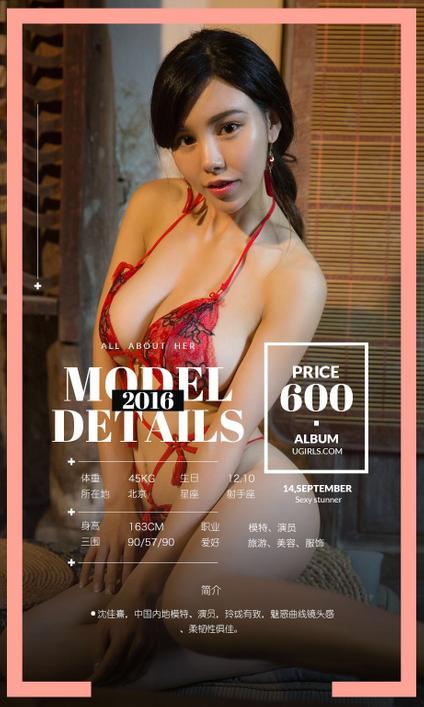 ALL ABOUT HER
MODEL
2016
DETAILS
PRICE
600
ALBUM
UGIRLS.COM
14,SEPTEMBER
Sexy stunner
体重 45KG 生日 12.10
所在地 北京 星座 射手座
身高 163CM 职业 模特、演员
三围 90/57/90 爱好 旅游、美容、服饰
简介
●沈佳熹，中国内地模特、演员，玲珑有致，魅惑曲线镜头感
、柔韧性俱佳。